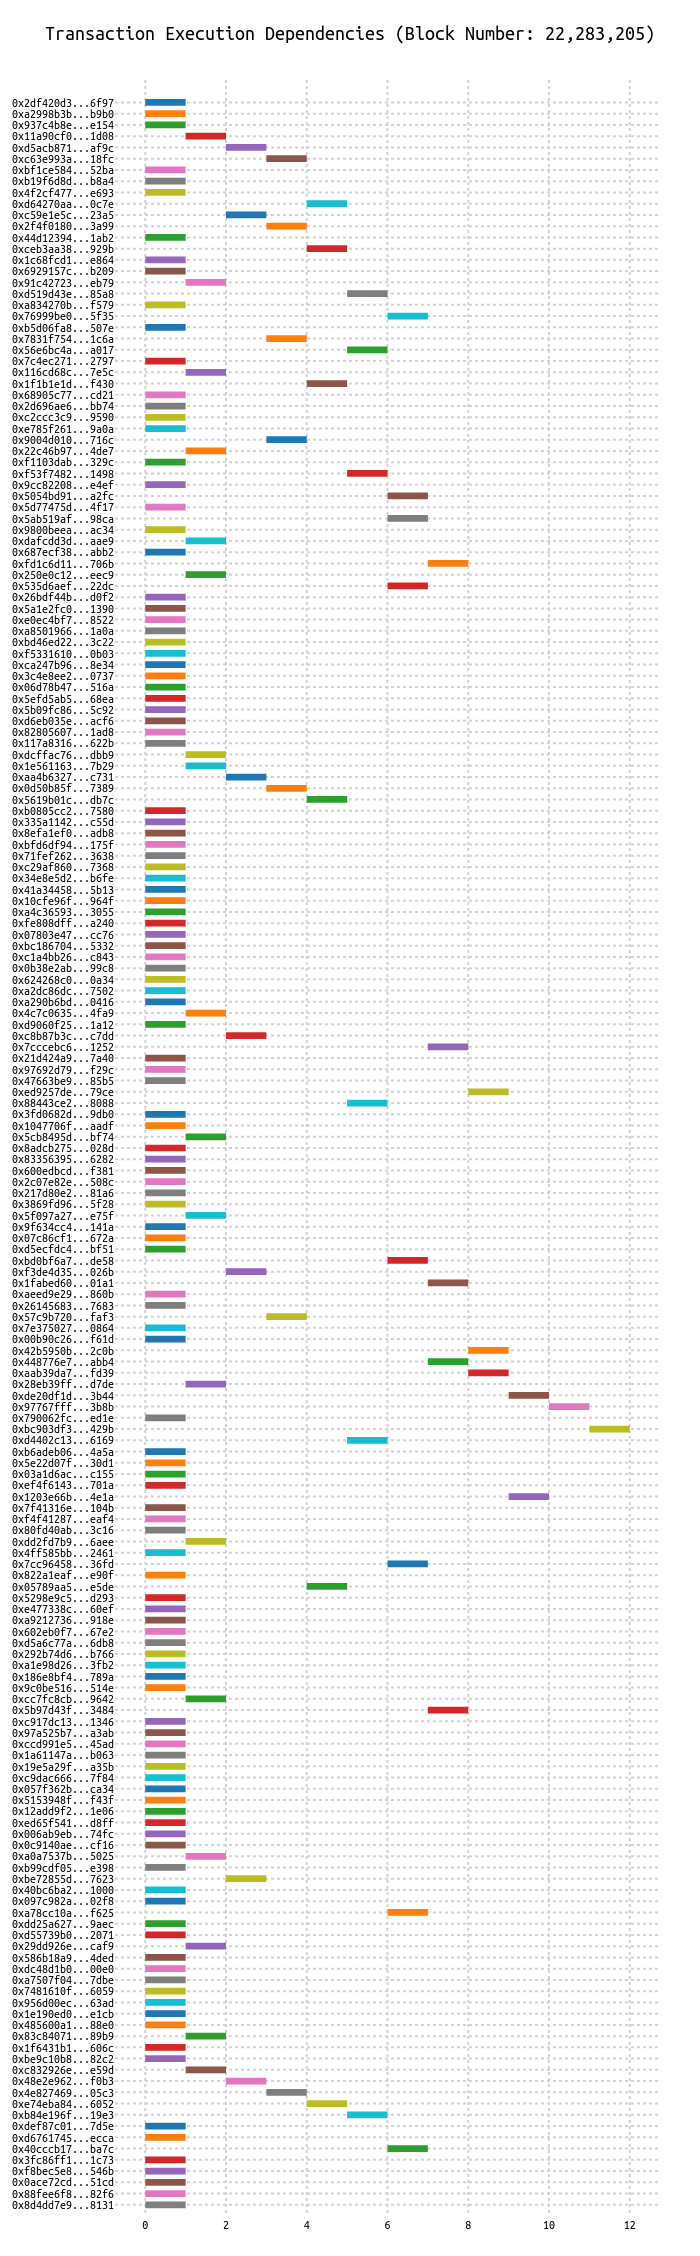 Transaction Execution Dependencies (Block Number: 22,283,205)
0x2df420d3...6f97
0xa2998b3b...b9b0
0x937c4b8e...e154
0x11a90cf0...1d08
0xd5acb871...af9c
0xc63e993a...18fc
0xbf1ce584...52ba
0xb19f6d8d...b8a4
0x4f2cf477...e693
0xd64270aa...0c7e
0xc59e1e5c...23a5
0x2f4f0180...3a99
0x44d12394...1ab2
0xceb3aa38...929b
0x1c68fcd1...e864
0x6929157c...b209
0x91c42723...eb79
0xd519d43e...85a8
0xa834270b...f579
0x76999be0...5f35
0xb5d06fa8...507e
0x7831f754...1c6a
0x56e6bc4a...a017
0x7c4ec271...2797
0x116cd68c...7e5c
0x1f1b1e1d...f430
0x68905c77...cd21
0x2d696ae6...bb74
0xc2ccc3c9...9590
0xe785f261...9a0a
0x9004d010...716c
0x22c46b97...4de7
0xf1103dab...329c
0xf53f7482...1498
0x9cc82208...e4ef
0x5054bd91...a2fc
0x5d77475d...4f17
0x5ab519af...98ca
0x9800beea...ac34
0xdafcdd3d...aae9
0x687ecf38...abb2
0xfd1c6d11...706b
0x250e0c12...eec9
0x535d6aef...22dc
0x26bdf44b...d0f2
0x5a1e2fc0...1390
0xe0ec4bf7...8522
0xa8501966...1a0a
0xbd46ed22...3c22
0xf5331610...0b03
0xca247b96...8e34
0x3c4e8ee2...0737
0x06d78b47...516a
0x5efd5ab5...68ea
0x5b09fc86...5c92
0xd6eb035e...acf6
0x82805607...1ad8
0x117a8316...622b
0xdcffac76...dbb9
0x1e561163...7b29
0xaa4b6327...c731
0x0d50b85f...7389
0x5619b01c...db7c
0xb0805cc2...7580
0x335a1142...c55d
0x8efa1ef0...adb8
0xbfd6df94...175f
0x71fef262...3638
0xc29af860...7368
0x34e8e5d2...b6fe
0x41a34458...5b13
0x10cfe96f...964f
0xa4c36593...3055
0xfe808dff...a240
0x07803e47...cc76
0xbc186704...5332
0xc1a4bb26...c843
0x0b38e2ab...99c8
0x624268c0...0a34
0xa2dc86dc...7502
0xa290b6bd...0416
0x4c7c0635...4fa9
0xd9060f25...1a12
0xc8b87b3c...c7dd
0x7cccebc6...1252
0x21d424a9...7a40
0x97692d79...f29c
0x47663be9...85b5
0xed9257de...79ce
0x88443ce2...8088
0x3fd0682d...9db0
0x1047706f...aadf
0x5cb8495d...bf74
0x8adcb275...028d
0x83356395...6282
0x600edbcd...f381
0x2c07e82e...508c
0x217d80e2...81a6
0x3869fd96...5f28
0x5f097a27...e75f
0x9f634cc4...141a
0x07c86cf1...672a
0xd5ecfdc4...bf51
0xbd0bf6a7...de58
0xf3de4d35...026b
0x1fabed60...01a1
0xaeed9e29...860b
0x26145683...7683
0x57c9b720...faf3
0x7e375027...0864
0x00b90c26...f61d
0x42b5950b...2c0b
0x448776e7...abb4
0xaab39da7...fd39
0x28eb39ff...d7de
0xde20df1d...3b44
0x97767fff...3b8b
0x790062fc...ed1e
0xbc903df3...429b
0xd4402c13...6169
0xb6adeb06...4a5a
0x5e22d07f...30d1
0x03a1d6ac...c155
0xef4f6143...701a
0x1203e66b...4e1a
0x7f41316e...104b
0xf4f41287...eaf4
0x80fd40ab...3c16
0xdd2fd7b9...6aee
0x4ff585bb...2461
0x7cc96458...36fd
0x822a1eaf...e90f
0x05789aa5...e5de
0x5298e9c5...d293
0xe477338c...60ef
0xa9212736...918e
0x602eb0f7...67e2
0xd5a6c77a...6db8
0x292b74d6...b766
0xa1e98d26...3fb2
0x186e8bf4...789a
0x9c0be516...514e
0xcc7fc8cb...9642
0x5b97d43f...3484
0xc917dc13...1346
0x97a525b7...a3ab
0xccd991e5...45ad
0x1a61147a...b063
0x19e5a29f...a35b
0xc9dac666...7f84
0x057f362b...ca34
0x5153948f...f43f
0x12add9f2...1e06
0xed65f541...d8ff
0x006ab9eb...74fc
0x0c9140ae...cf16
0xa0a7537b...5025
0xb99cdf05...e398
0xbe72855d...7623
0x40bc6ba2...1000
0x097c982a...02f8
0xa78cc10a...f625
0xdd25a627...9aec
0xd55739b0...2071
0x29dd926e...caf9
0x586b18a9...4ded
0xdc48d1b0...00e0
0xa7507f04...7dbe
0x7481610f...6059
0x956d00ec...63ad
0x1e190ed0...e1cb
0x485600a1...88e0
0x83c84071...89b9
0x1f6431b1...606c
0xbe9c10b8...82c2
0xc832926e...e59d
0x48e2e962...f0b3
0x4e827469...05c3
0xe74eba84...6052
0xb84e196f...19e3
0xdef87c01...7d5e
0xd6761745...ecca
0x40cccb17...ba7c
0x3fc86ff1...1c73
0xf8bec5e8...546b
0x0ace72cd...51cd
0x88fee6f8...82f6
0x8d4dd7e9...8131
0 2 4 6 8 10 12